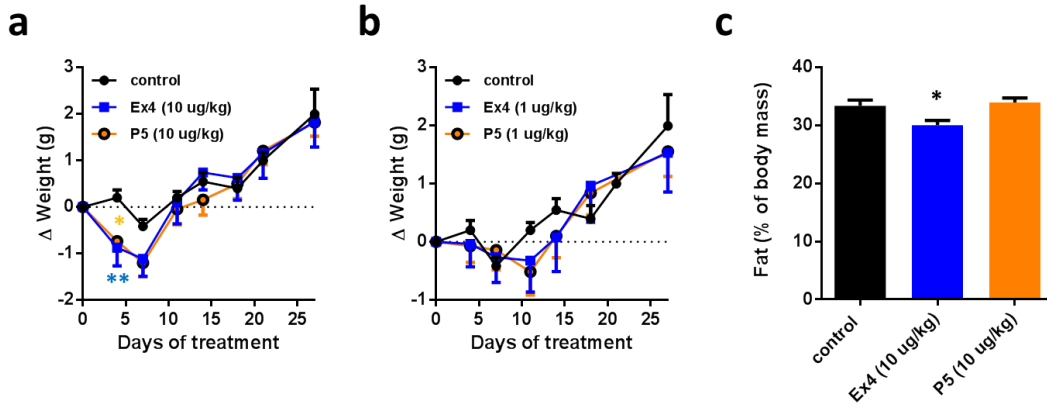 a
b
c
Δ Weight (g)
3
2
1
0
-1
-2
control
Ex4 (10 ug/kg)
P5 (10 ug/kg)
*
**
0
5
10
15
20
25
Days of treatment
Δ Weight (g)
3
2
1
0
-1
control
Ex4 (1 ug/kg)
P5 (1 ug/kg)
0
5
10
15
20
25
Days of treatment
Fat (% of body mass)
40
30
20
10
0
*
control
Ex4 (10 ug/kg)
P5 (10 ug/kg)